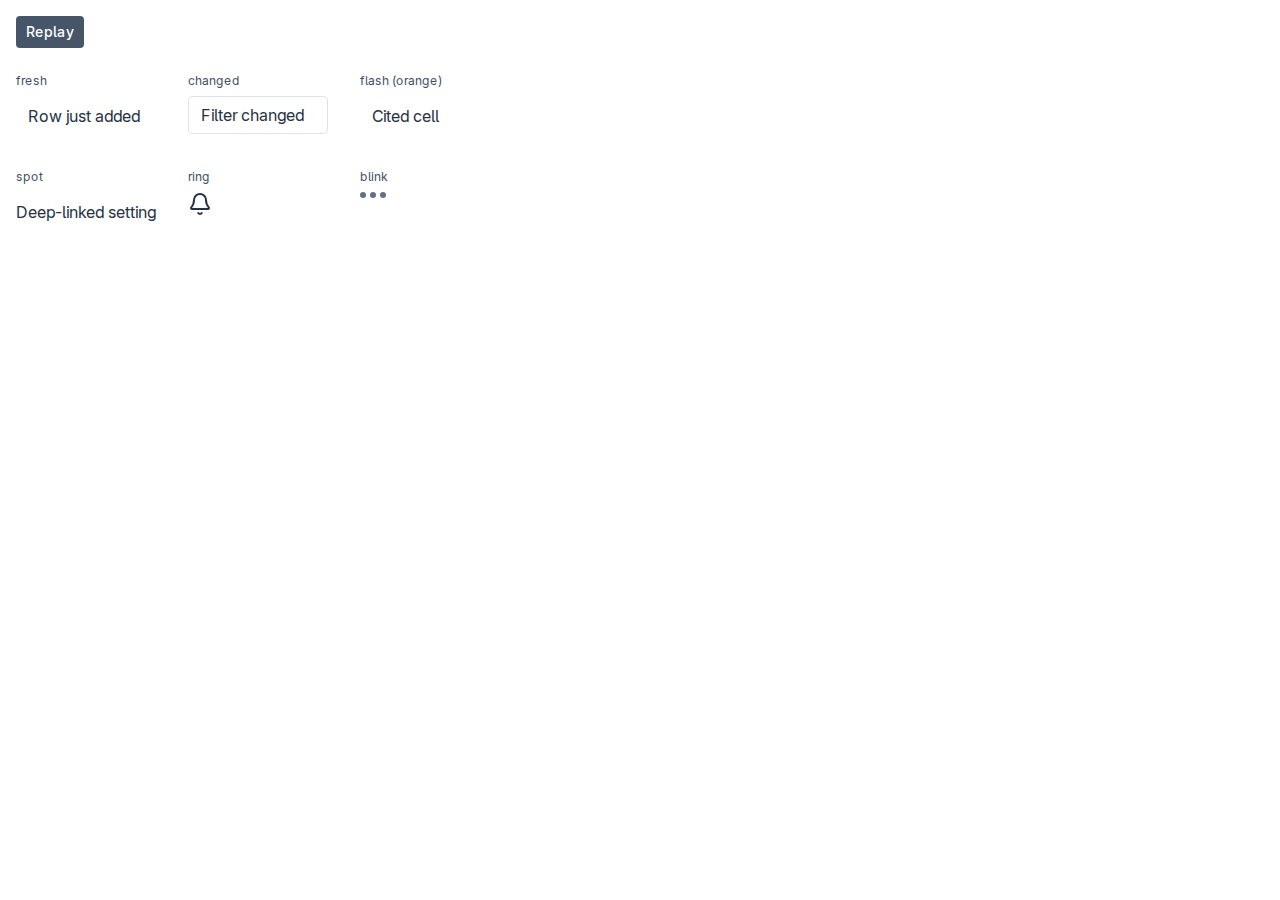 Replay
fresh
changed
flash (orange)
Row just added
Filter changed
Cited cell
spot
ring
blink
Deep-linked setting